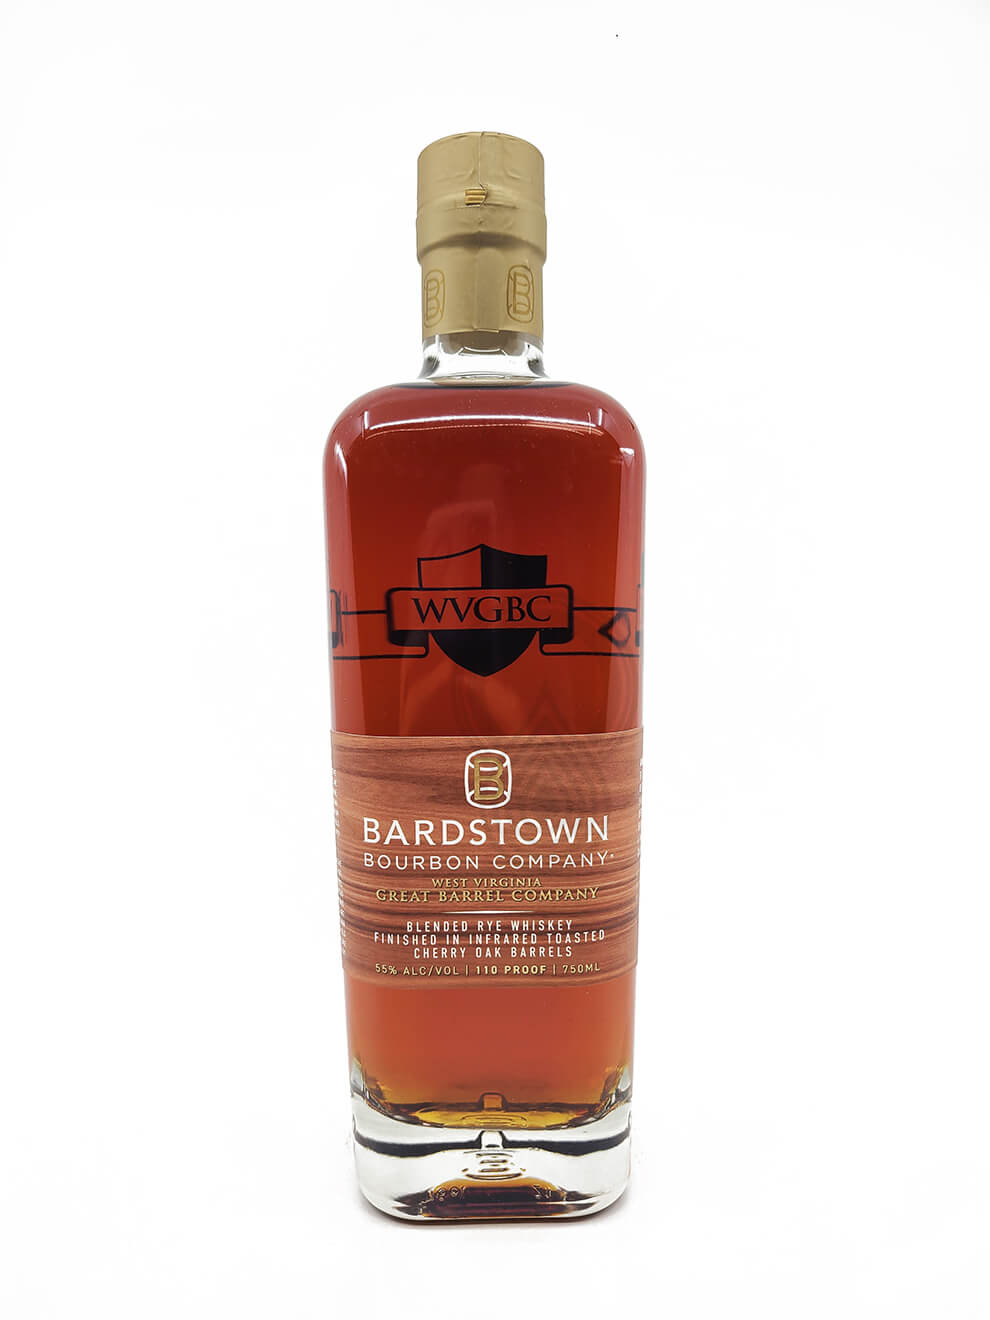 B B
WVGBC
B
BARDSTOWN
BOURBON COMPANY
WEST VIRGINIA
GREAT BARREL COMPANY
BLENDED RYE WHISKEY
FINISHED IN INFRARED TOASTED
CHERRY OAK BARRELS
55% ALC/VOL | 110 PROOF | 750ML